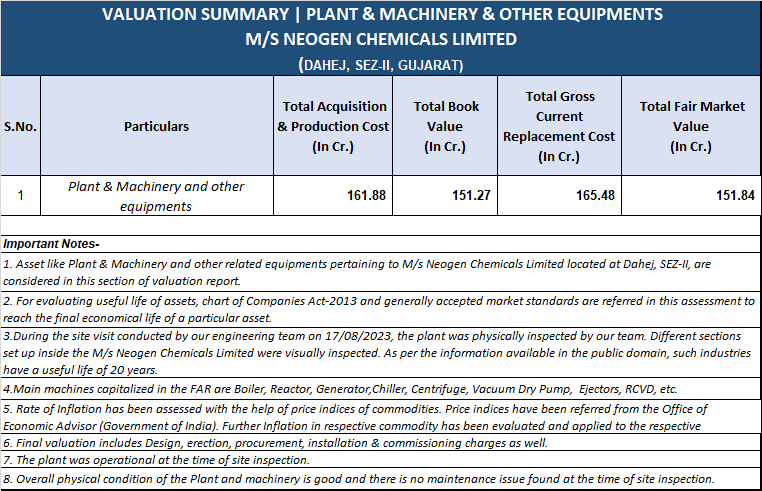 VALUATION SUMMARY | PLANT & MACHINERY & OTHER EQUIPMENTS
M/S NEOGEN CHEMICALS LIMITED
(DAHEJ, SEZ-II, GUJARAT)
S.No. Particulars Total Acquisition & Production Cost (In Cr.) Total Book Value (In Cr.) Total Gross Current Replacement Cost (In Cr.) Total Fair Market Value (In Cr.)
1 Plant & Machinery and other equipments 161.88 151.27 165.48 151.84
Important Notes-
1. Asset like Plant & Machinery and other related equipments pertaining to M/s Neogen Chemicals Limited located at Dahej, SEZ-II, are
considered in this section of valuation report.
2. For evaluating useful life of assets, chart of Companies Act-2013 and generally accepted market standards are referred in this assessment to
reach the final economical life of a particular asset.
3.During the site visit conducted by our engineering team on 17/08/2023, the plant was physically inspected by our team. Different sections
set up inside the M/s Neogen Chemicals Limited were visually inspected. As per the information available in the public domain, such industries
have a useful life of 20 years.
4.Main machines capitalized in the FAR are Boiler, Reactor, Generator,Chiller, Centrifuge, Vacuum Dry Pump, Ejectors, RCVD, etc.
5. Rate of Inflation has been assessed with the help of price indices of commodities. Price indices have been referred from the Office of
Economic Advisor (Government of India). Further Inflation in respective commodity has been evaluated and applied to the respective
6. Final valuation includes Design, erection, procurement, installation & commissioning charges as well.
7. The plant was operational at the time of site inspection.
8. Overall physical condition of the Plant and machinery is good and there is no maintenance issue found at the time of site inspection.